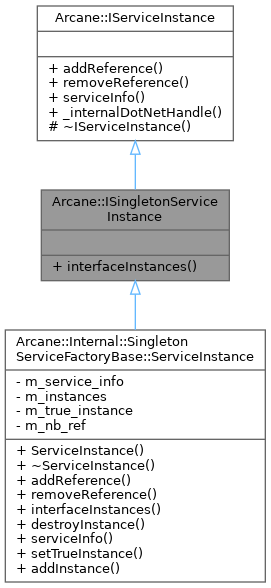 Arcane::IServiceInstance
+ addReference()
+ removeReference()
+ serviceInfo()
+ _internalDotNetHandle()
# ~IServiceInstance()
Arcane::ISingletonService
Instance
+ interfaceInstances()
Arcane::Internal::Singleton
ServiceFactoryBase::ServiceInstance
- m_service_info
- m_instances
- m_true_instance
- m_nb_ref
+ ServiceInstance()
+ ~ServiceInstance()
+ addReference()
+ removeReference()
+ interfaceInstances()
+ destroyInstance()
+ serviceInfo()
+ setTrueInstance()
+ addInstance()